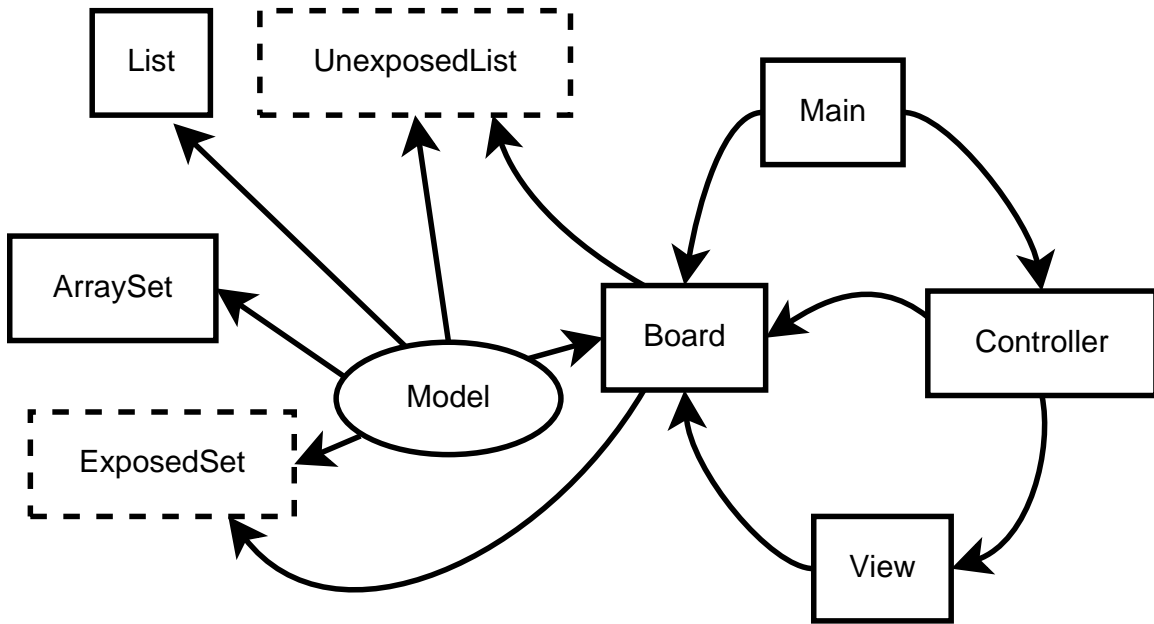 List
UnexposedList
Main
ArraySet
Board
Controller
Model
ExposedSet
View